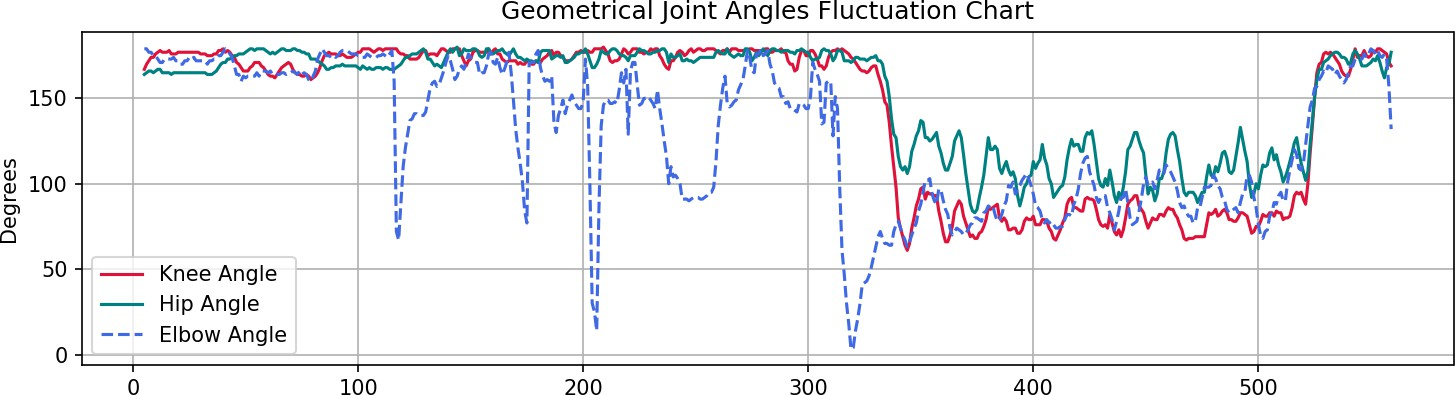 Geometrical Joint Angles Fluctuation Chart
Degrees
150
100
50
0
Knee Angle
Hip Angle
Elbow Angle
0 100 200 300 400 500